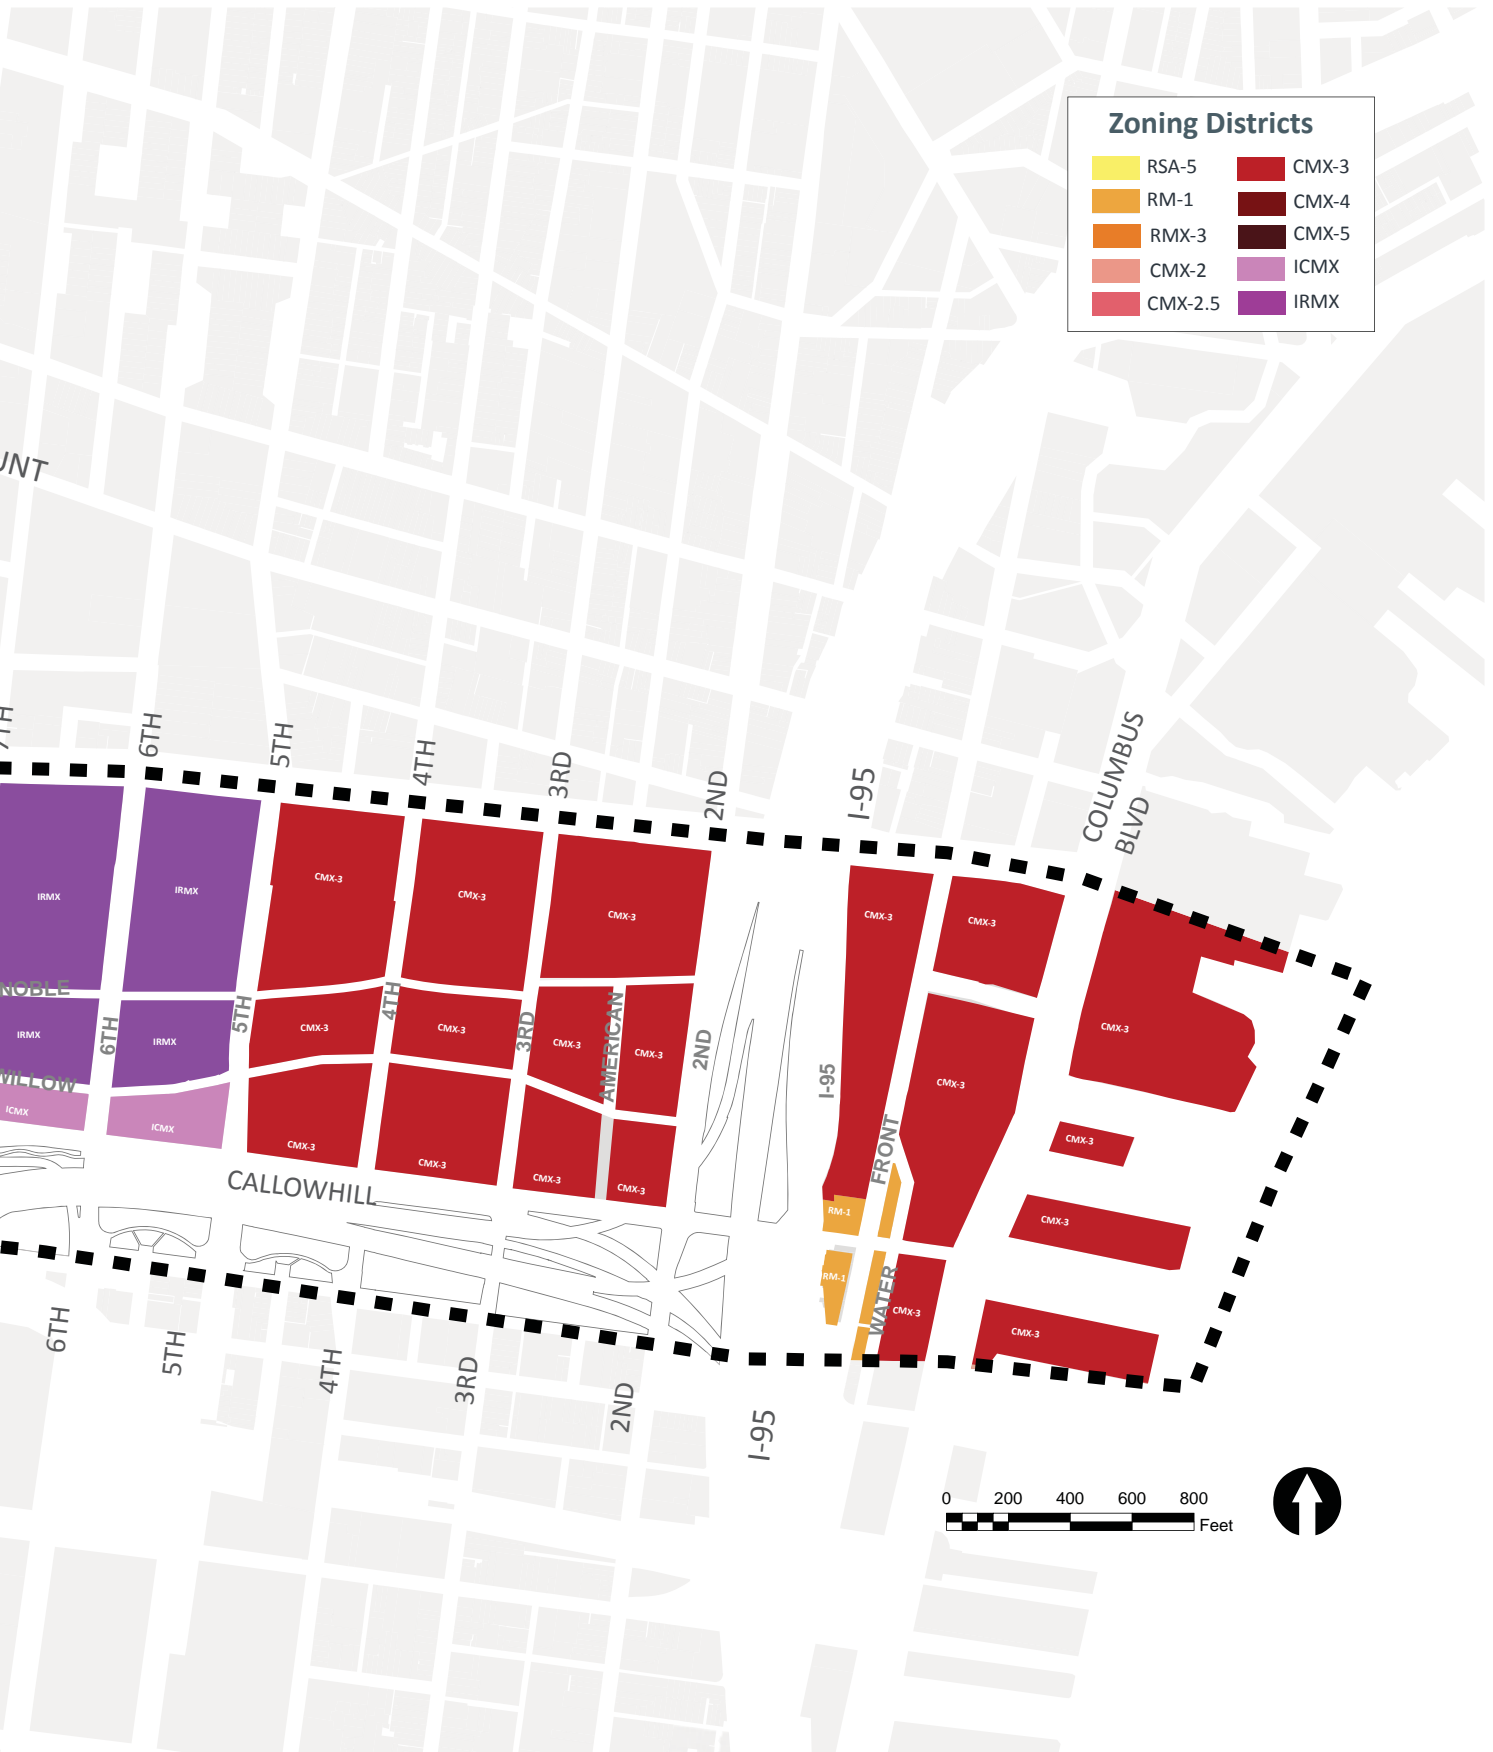 Zoning Districts
RSA-5
RM-1
RMX-3
CMX-2
CMX-2.5
CMX-3
CMX-4
CMX-5
ICMX
IRMX
UNT
7TH
6TH
5TH
4TH
3RD
2ND
I-95
COLUMBUS
BLVD
IRMX
IRMX
CMX-3
CMX-3
CMX-3
CMX-3
CMX-3
NOBLE
6TH
5TH
4TH
3RD
AMERICAN
2ND
I-95
IRMX
IRMX
CMX-3
CMX-3
CMX-3
CMX-3
CMX-3
CMX-3
WILLOW
ICMX
ICMX
CMX-3
CMX-3
CMX-3
CMX-3
CMX-3
FRONT
CALLOWHILL
RM-1
CMX-3
RM-1
WATER
CMX-3
CMX-3
6TH
5TH
4TH
3RD
2ND
I-95
0 200 400 600 800
Feet